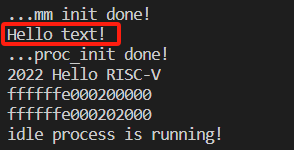 ...mm init done!
Hello text!
...proc_init done!
2022 Hello RISC-V
ffffffe000200000
ffffffe000202000
idle process is running!